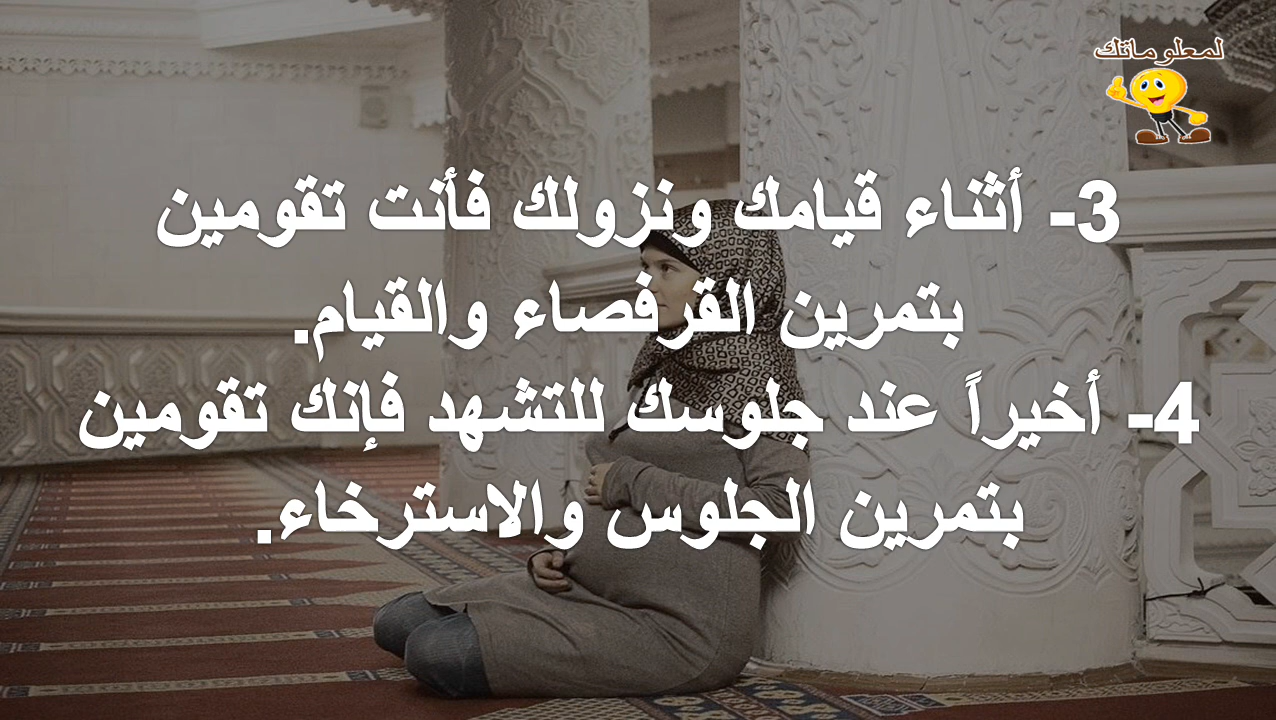 لمعلوماتك
3- أثناء قيامك ونزولك فأنت تقومين
بتمرين القرفصاء والقيام.
4- أخيراً عند جلوسك للتشهد فإنك تقومين
بتمرين الجلوس والاسترخاء.